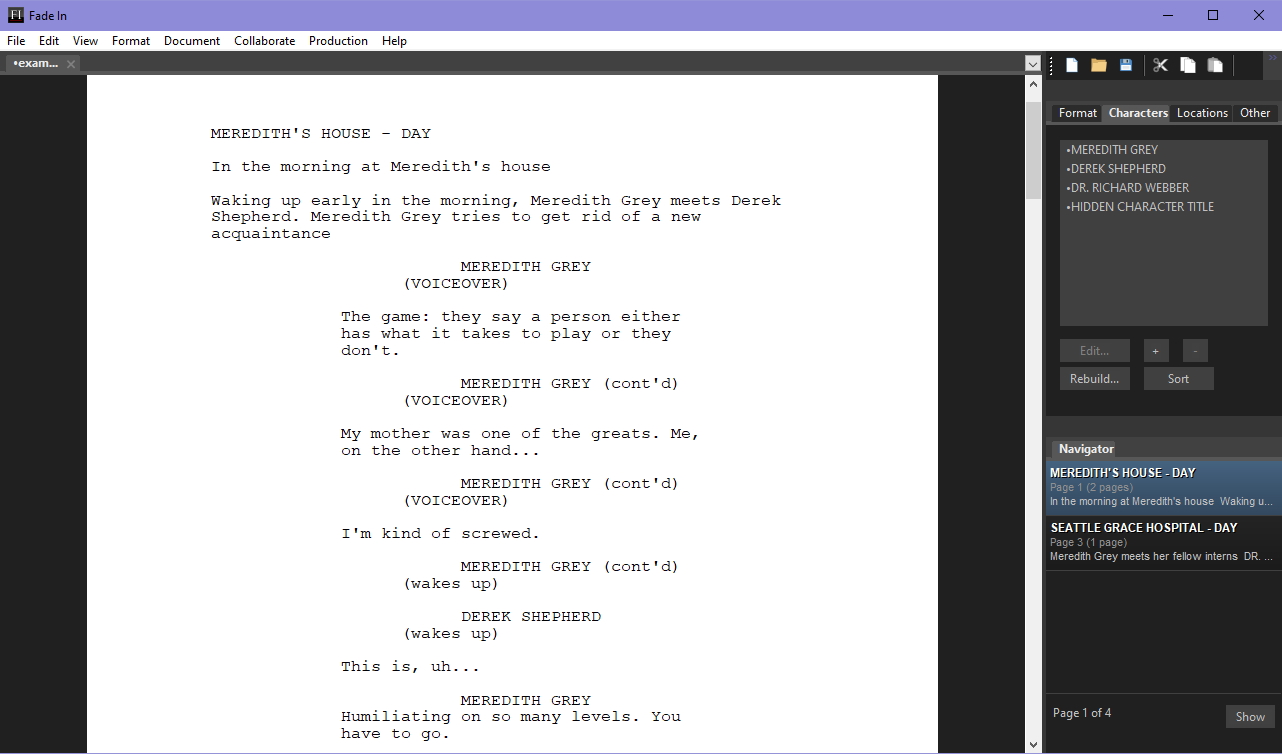 Fade In
File Edit View Format Document Collaborate Production Help
•exam...
MEREDITH'S HOUSE – DAY
In the morning at Meredith's house
Waking up early in the morning, Meredith Grey meets Derek
Shepherd. Meredith Grey tries to get rid of a new
acquaintance
MEREDITH GREY
(VOICEOVER)
The game: they say a person either
has what it takes to play or they
don't.
MEREDITH GREY (cont'd)
(VOICEOVER)
My mother was one of the greats. Me,
on the other hand...
MEREDITH GREY (cont'd)
(VOICEOVER)
I'm kind of screwed.
MEREDITH GREY (cont'd)
(wakes up)
DEREK SHEPHERD
(wakes up)
This is, uh...
MEREDITH GREY
Humiliating on so many levels. You
have to go.
Format Characters Locations Other
•MEREDITH GREY
•DEREK SHEPHERD
•DR. RICHARD WEBBER
•HIDDEN CHARACTER TITLE
Edit... + -
Rebuild... Sort
Navigator
MEREDITH'S HOUSE - DAY
Page 1 (2 pages)
In the morning at Meredith's house Waking u...
SEATTLE GRACE HOSPITAL - DAY
Page 3 (1 page)
Meredith Grey meets her fellow interns DR. ...
Page 1 of 4
Show